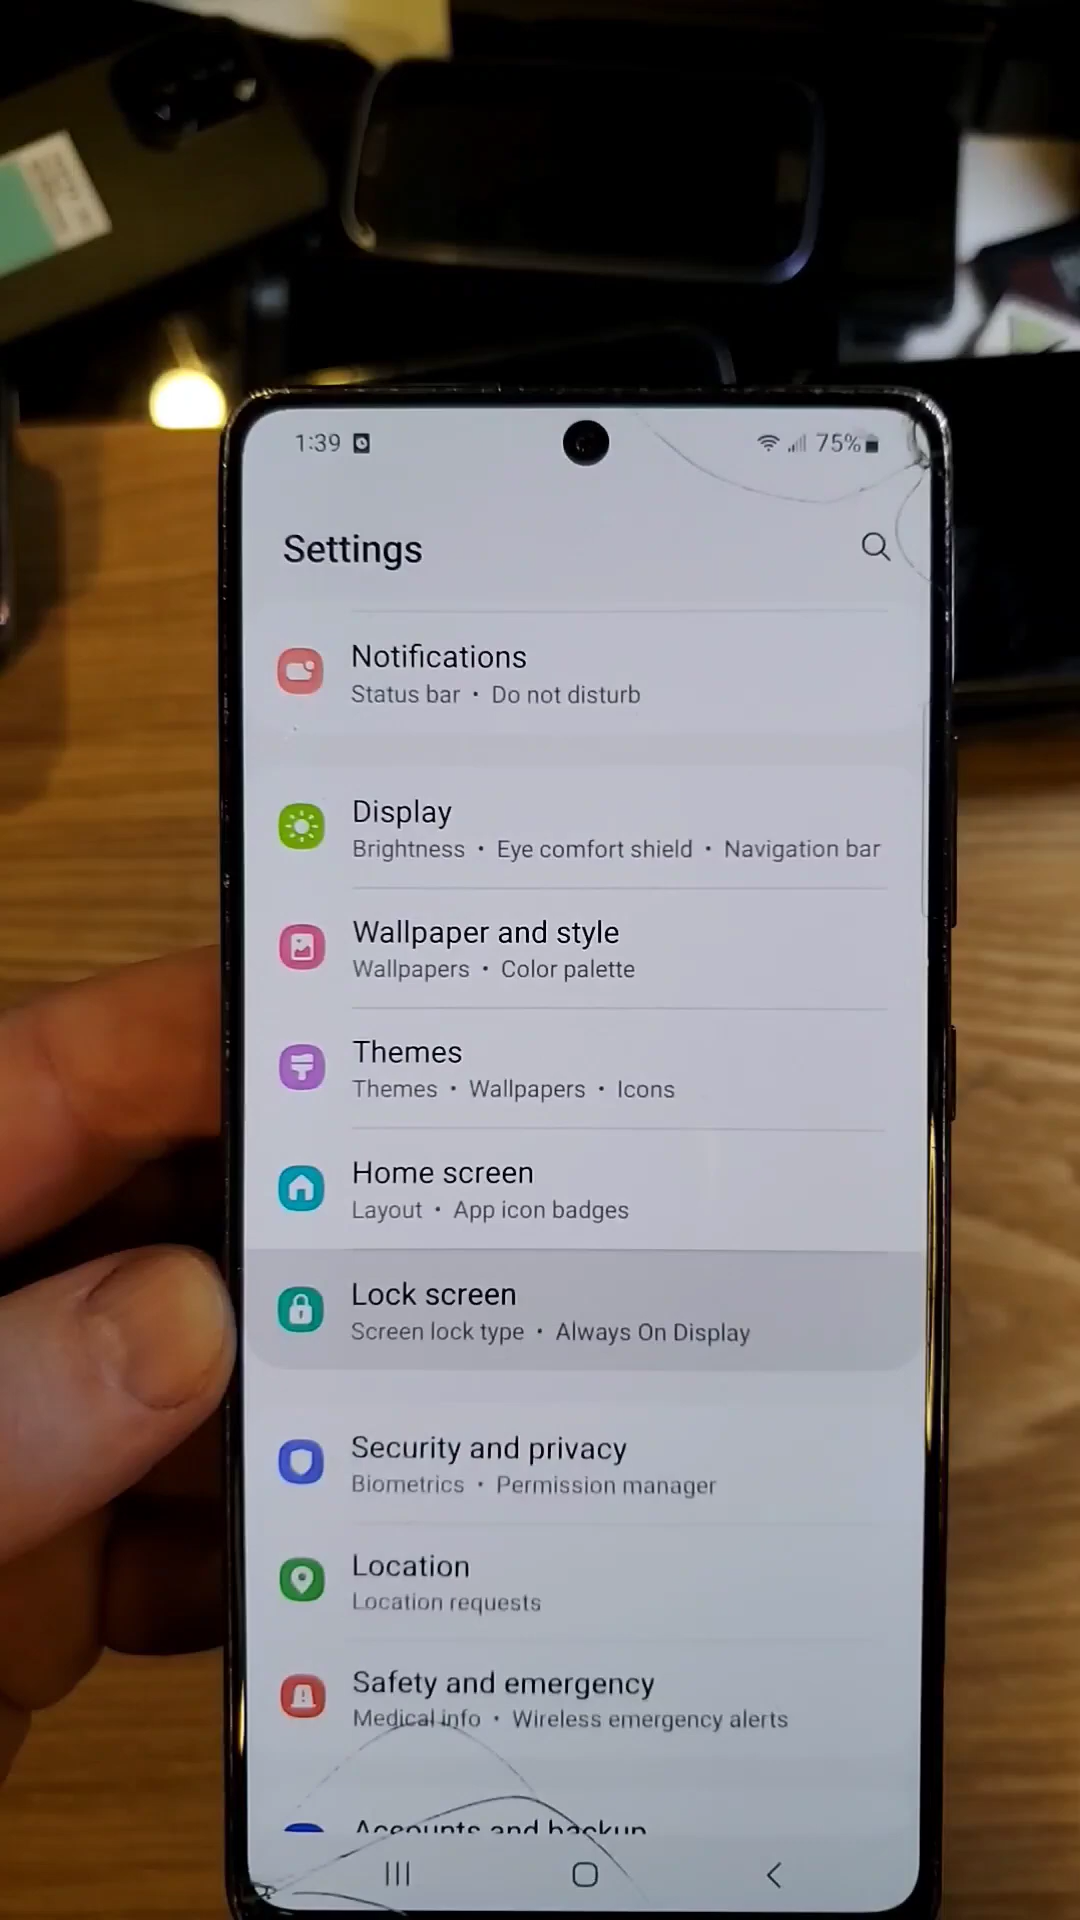 1:39 75%
Settings
Notifications
Status bar • Do not disturb
Display
Brightness • Eye comfort shield • Navigation bar
Wallpaper and style
Wallpapers • Color palette
Themes
Themes • Wallpapers • Icons
Home screen
Layout • App icon badges
Lock screen
Screen lock type • Always On Display
Security and privacy
Biometrics • Permission manager
Location
Location requests
Safety and emergency
Medical info • Wireless emergency alerts
Accounts and backup